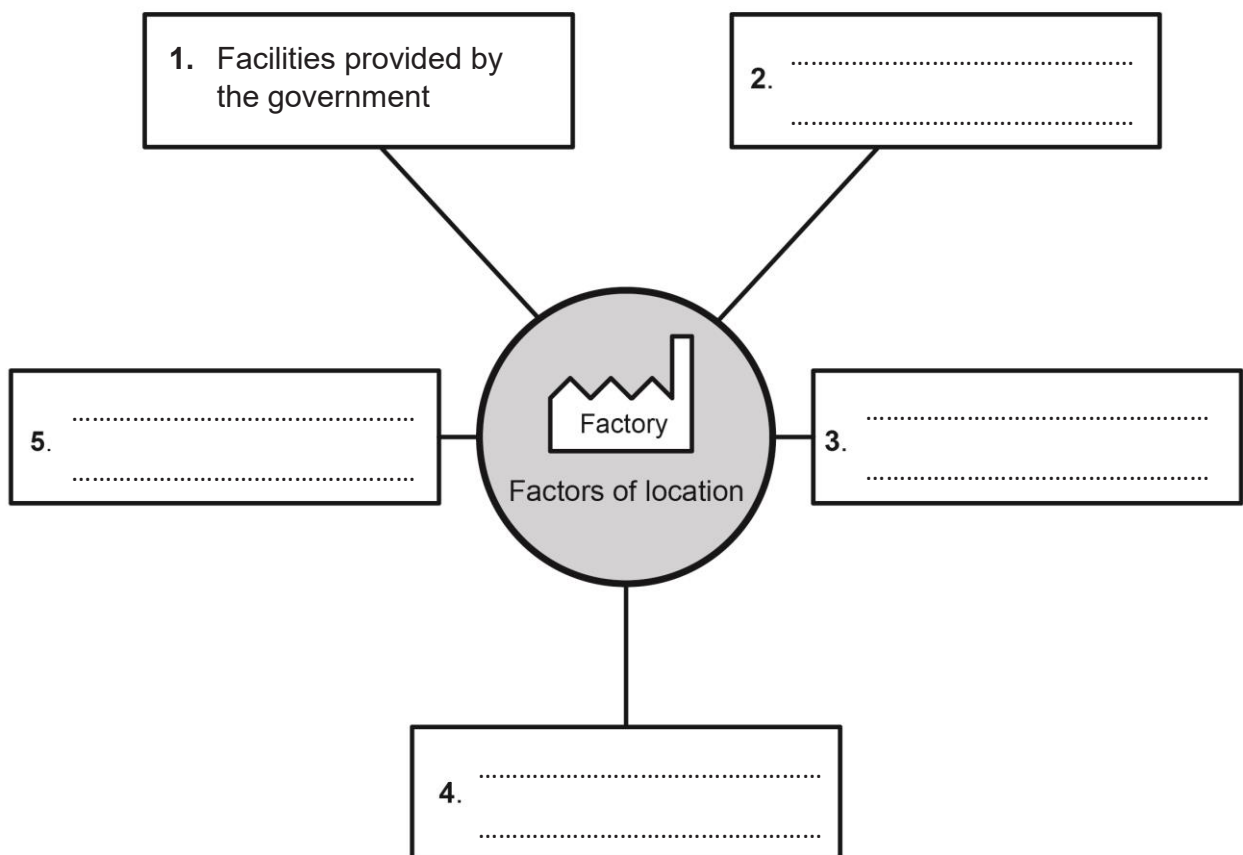 1. Facilities provided by
the government
2. ..................................................
..................................................
5. ..................................................
..................................................
Factory
Factors of location
3. ..................................................
..................................................
4. ..................................................
..................................................